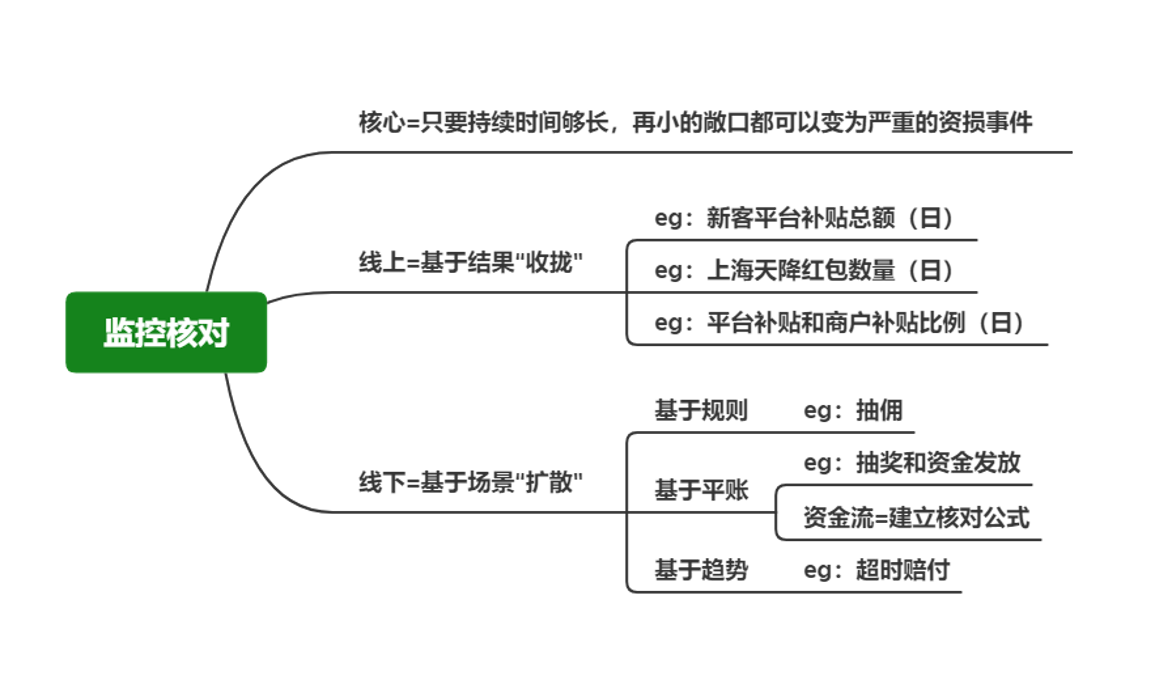 核心=只要持续时间够长，再小的敞口都可以变为严重的资损事件
eg：新客平台补贴总额（日）
线上=基于结果“收拢"
eg：上海天降红包数量（日）
eg：平台补贴和商户补贴比例（日）
监控核对
基于规则
eg：抽佣
线下=基于场景“扩散"
基于平账
eg：抽奖和资金发放
资金流=建立核对公式
基于趋势
eg：超时赔付